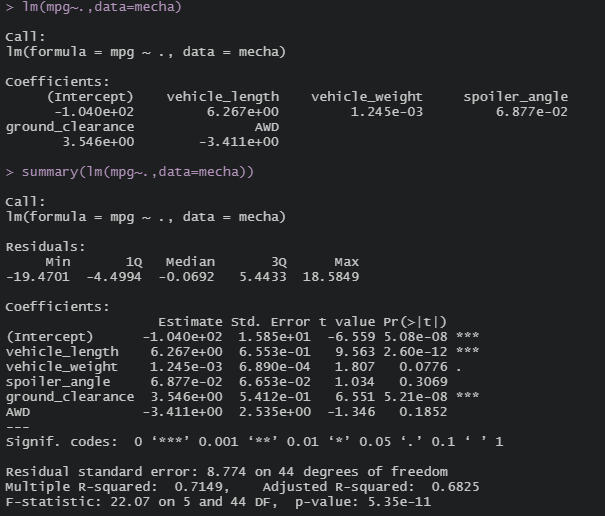 > lm(mpg~.,data=mecha)
Call:
lm(formula = mpg ~ ., data = mecha)
Coefficients:
(Intercept) vehicle_length vehicle_weight spoiler_angle
-1.040e+02 6.267e+00 1.245e-03 6.877e-02
ground_clearance AWD
3.546e+00 -3.411e+00
> summary(lm(mpg~.,data=mecha))
Call:
lm(formula = mpg ~ ., data = mecha)
Residuals:
Min 1Q Median 3Q Max
-19.4701 -4.4994 -0.0692 5.4433 18.5849
Coefficients:
Estimate Std. Error t value Pr(>|t|)
(Intercept) -1.040e+02 1.585e+01 -6.559 5.08e-08 ***
vehicle_length 6.267e+00 6.553e-01 9.563 2.60e-12 ***
vehicle_weight 1.245e-03 6.890e-04 1.807 0.0776 .
spoiler_angle 6.877e-02 6.653e-02 1.034 0.3069
ground_clearance 3.546e+00 5.412e-01 6.551 5.21e-08 ***
AWD -3.411e+00 2.535e+00 -1.346 0.1852
---
Signif. codes: 0 ‘***’ 0.001 ‘**’ 0.01 ‘*’ 0.05 ‘.’ 0.1 ‘ ’ 1
Residual standard error: 8.774 on 44 degrees of freedom
Multiple R-squared: 0.7149, Adjusted R-squared: 0.6825
F-statistic: 22.07 on 5 and 44 DF, p-value: 5.35e-11